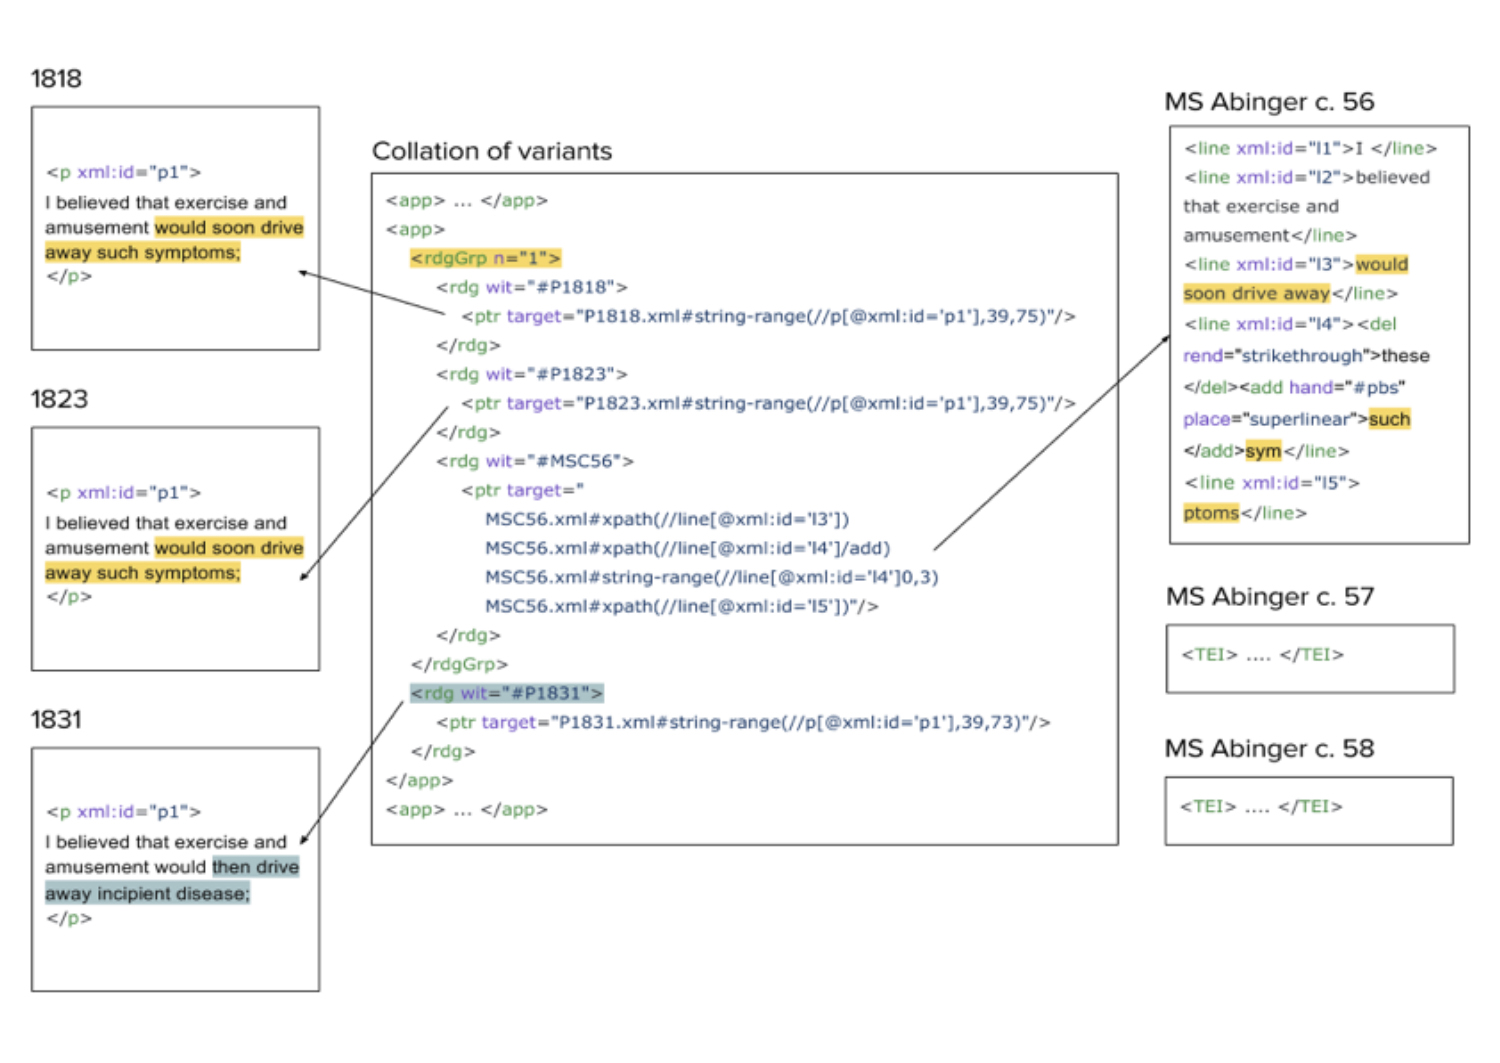 1818
<p xml:id="p1">
I believed that exercise and
amusement would soon drive
away such symptoms;
</p>
1823
<p xml:id="p1">
I believed that exercise and
amusement would soon drive
away such symptoms;
</p>
1831
<p xml:id="p1">
I believed that exercise and
amusement would then drive
away incipient disease;
</p>
Collation of variants
<app> ... </app>
<app>
<rdgGrp n="1">
<rdg wit="#P1818">
<ptr target="P1818.xml#string-range(//p[@xml:id='p1'],39,75)"/>
</rdg>
<rdg wit="#P1823">
<ptr target="P1823.xml#string-range(//p[@xml:id='p1'],39,75)"/>
</rdg>
<rdg wit="#MSC56">
<ptr target="
MSC56.xml#xpath(//line[@xml:id='l3'])
MSC56.xml#xpath(//line[@xml:id='l4']/add)
MSC56.xml#string-range(//line[@xml:id='l4']0,3)
MSC56.xml#xpath(//line[@xml:id='l5'])"/>
</rdg>
</rdgGrp>
<rdg wit="#P1831">
<ptr target="P1831.xml#string-range(//p[@xml:id='p1'],39,73)"/>
</rdg>
</app>
<app> ... </app>
MS Abinger c. 56
<line xml:id="l1">I </line>
<line xml:id="l2">believed
that exercise and
amusement</line>
<line xml:id="l3">would
soon drive away</line>
<line xml:id="l4"><del
rend="strikethrough">these
</del><add hand="#pbs"
place="superlinear">such
</add>sym</line>
<line xml:id="l5">
ptoms</line>
MS Abinger c. 57
<TEI> .... </TEI>
MS Abinger c. 58
<TEI> .... </TEI>